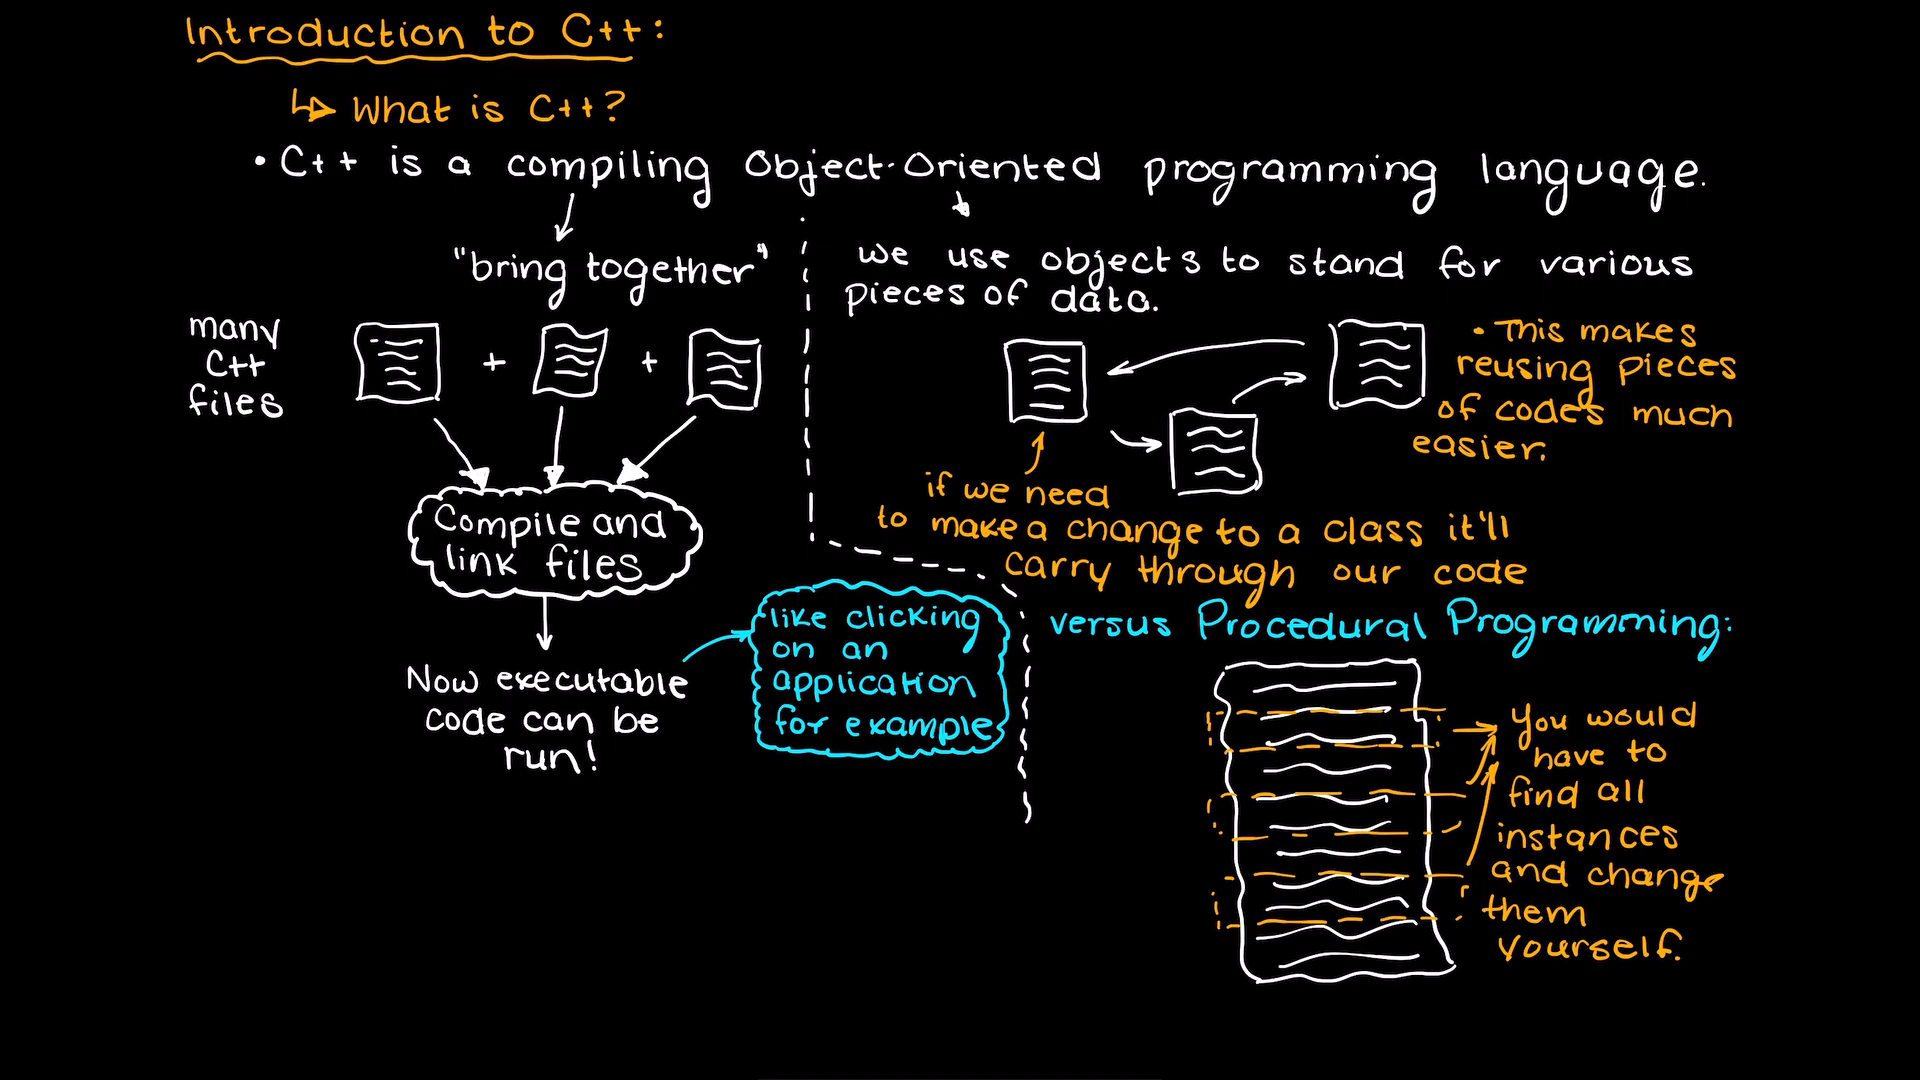 Introduction to C++:
What is C++?
• C++ is a compiling Object-Oriented programming language.
"bring together"
many
C++
files
+ +
Compile and
link files
Now executable
code can be
run!
like clicking
on an
application
for example
we use objects to stand for various
pieces of data.
• This makes
reusing pieces
of codes much
easier.
if we need
to make a change to a class it'll
carry through our code
versus Procedural Programming:
You would
have to
find all
instances
and change
them
yourself.